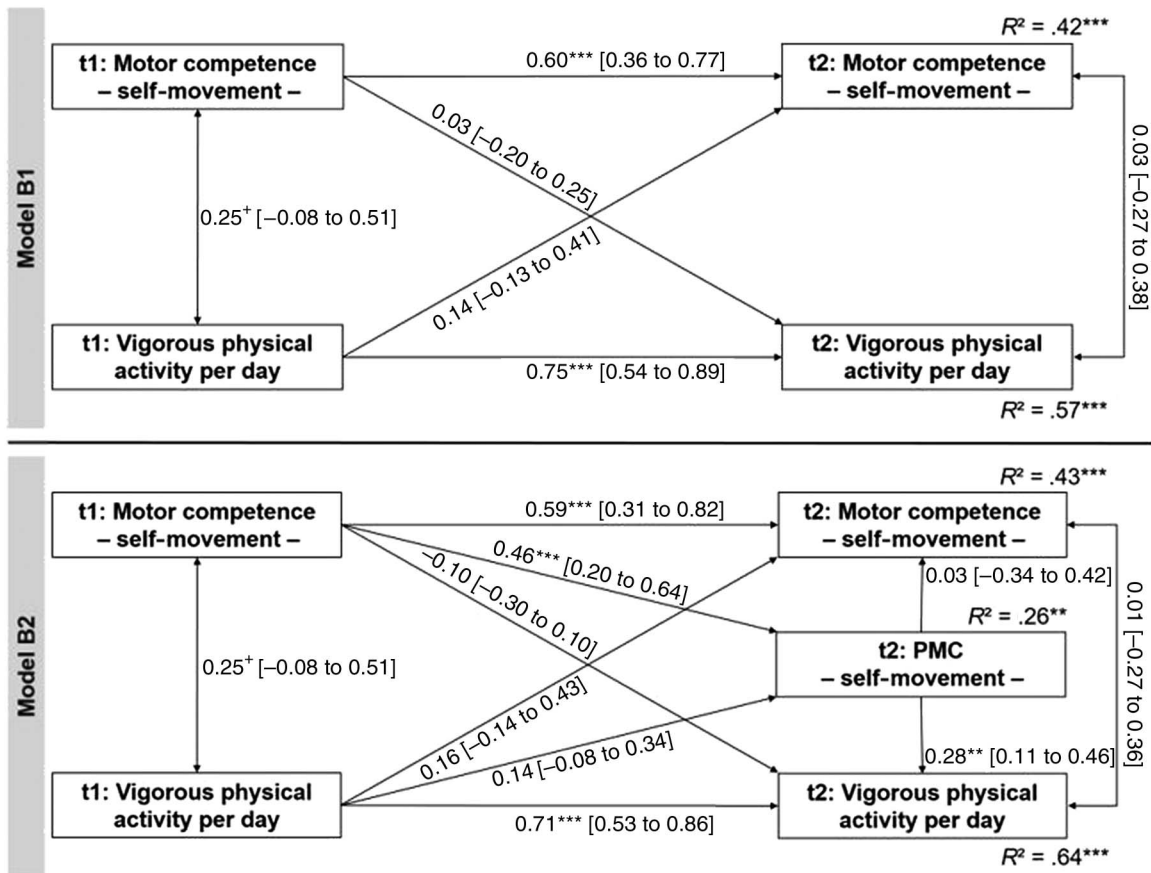 Model B1
R² = .42***
t1: Motor competence
– self-movement –
0.60*** [0.36 to 0.77]
t2: Motor competence
– self-movement –
0.03 [–0.20 to 0.25]
0.03 [–0.27 to 0.38]
0.25+ [–0.08 to 0.51]
0.14 [–0.13 to 0.41]
t1: Vigorous physical
activity per day
0.75*** [0.54 to 0.89]
t2: Vigorous physical
activity per day
R² = .57***
Model B2
R² = .43***
t1: Motor competence
– self-movement –
0.59*** [0.31 to 0.82]
t2: Motor competence
– self-movement –
0.46*** [0.20 to 0.64]
–0.10 [–0.30 to 0.10]
0.03 [–0.34 to 0.42]
0.01 [–0.27 to 0.36]
R² = .26**
t2: PMC
– self-movement –
0.25+ [–0.08 to 0.51]
0.16 [–0.14 to 0.43]
0.14 [–0.08 to 0.34]
0.28** [0.11 to 0.46]
t1: Vigorous physical
activity per day
0.71*** [0.53 to 0.86]
t2: Vigorous physical
activity per day
R² = .64***